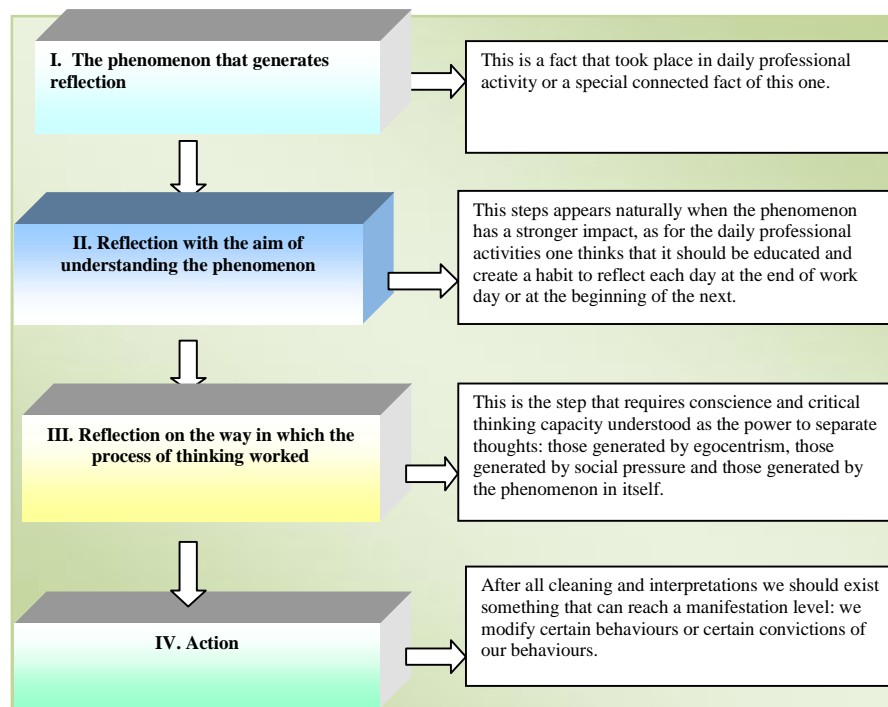 I. The phenomenon that generates
reflection
This is a fact that took place in daily professional
activity or a special connected fact of this one.
II. Reflection with the aim of
understanding the phenomenon
This steps appears naturally when the phenomenon
has a stronger impact, as for the daily professional
activities one thinks that it should be educated and
create a habit to reflect each day at the end of work
day or at the beginning of the next.
III. Reflection on the way in which the
process of thinking worked
This is the step that requires conscience and critical
thinking capacity understood as the power to separate
thoughts: those generated by egocentrism, those
generated by social pressure and those generated by
the phenomenon in itself.
IV. Action
After all cleaning and interpretations we should exist
something that can reach a manifestation level: we
modify certain behaviours or certain convictions of
our behaviours.